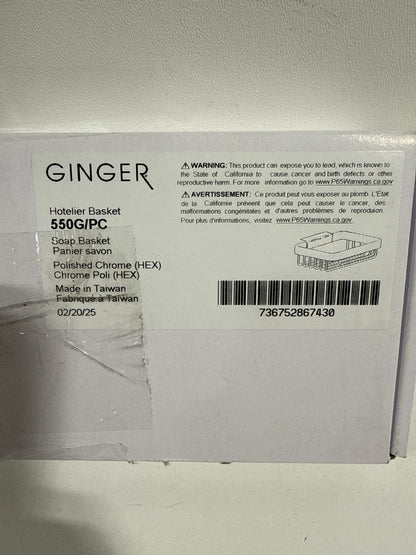 GINGER
Hotelier Basket
550G/PC
Soap Basket
Panier savon
Polished Chrome (HEX)
Chrome Poli (HEX)
Made in Taiwan
Fabriqué à Taiwan
02/20/25
⚠ WARNING: This product can expose you to lead, which is known to
the State of California to cause cancer and birth defects or other
reproductive harm. For more information go to www.P65Warnings.ca.gov
⚠ AVERTISSEMENT: Ce produit peut vous exposer au plomb. L'État
de la Californie prévient que cela peut causer le cancer, des
malformations congénitales et d'autres problèmes de reproduction.
Pour plus d'informations, visitez www.P65Warnings.ca.gov
736752867430